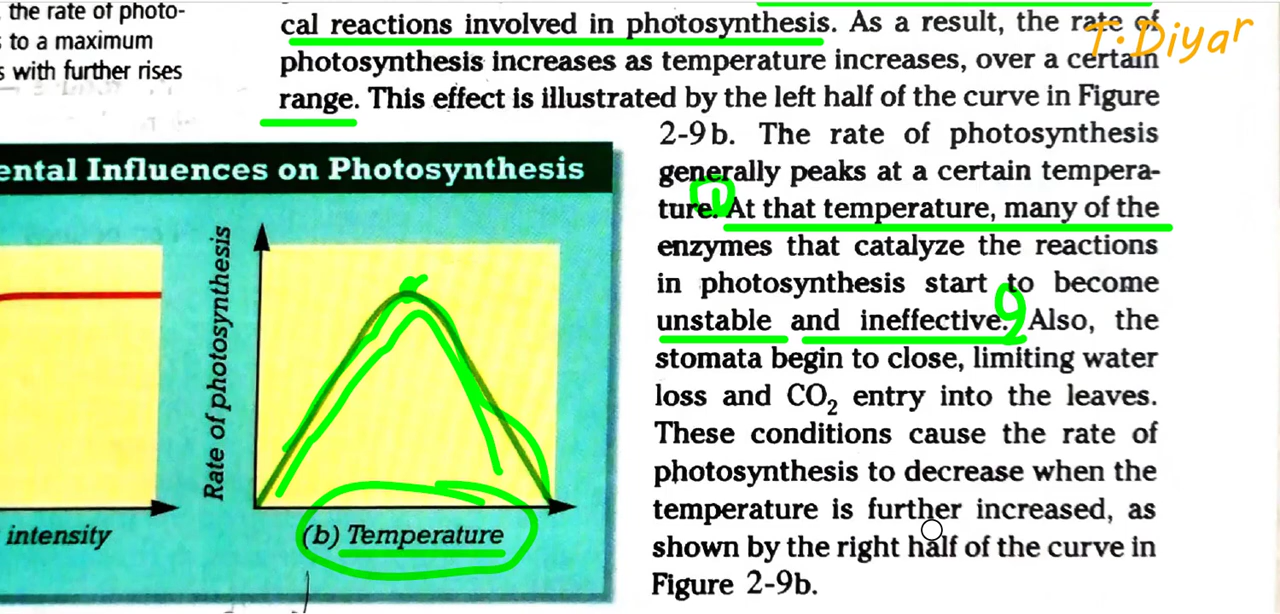 the rate of photo-
to a maximum
s with further rises
cal reactions involved in photosynthesis. As a result, the rate of
T.Diyar
photosynthesis increases as temperature increases, over a certain
range. This effect is illustrated by the left half of the curve in Figure
2-9b. The rate of photosynthesis
generally peaks at a certain tempera-
ture. At that temperature, many of the
enzymes that catalyze the reactions
in photosynthesis start to become
unstable and ineffective. Also, the
stomata begin to close, limiting water
loss and CO₂ entry into the leaves.
These conditions cause the rate of
photosynthesis to decrease when the
temperature is further increased, as
shown by the right half of the curve in
Figure 2-9b.
ental Influences on Photosynthesis
Rate of photosynthesis
intensity
(b) Temperature